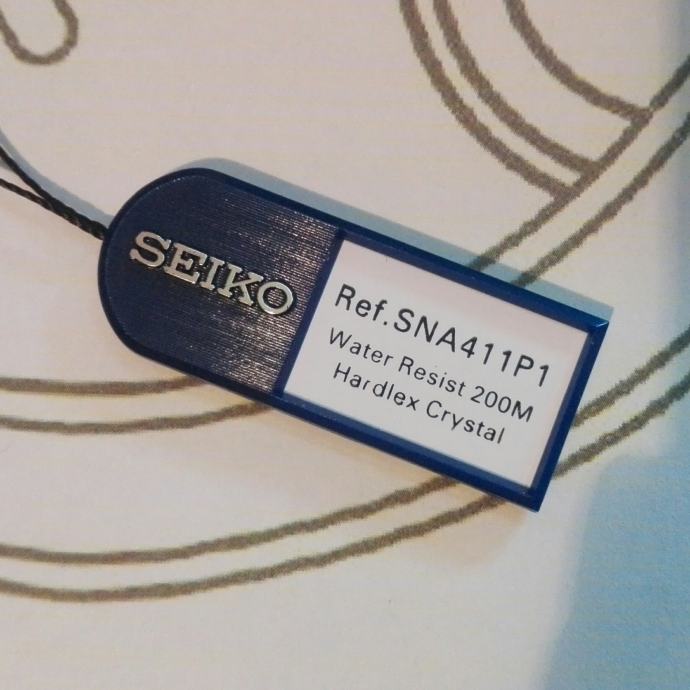 SEIKO
Ref.SNA411P1
Water Resist 200M
Hardlex Crystal